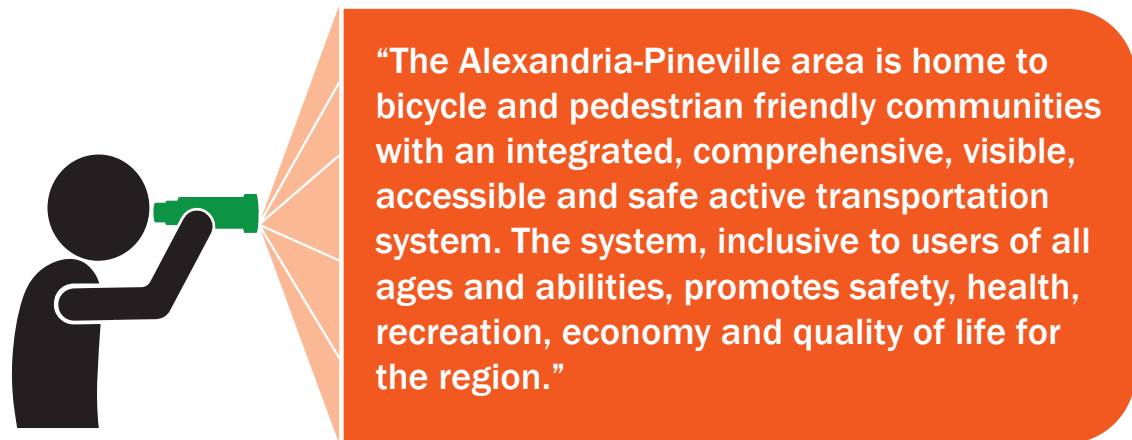 “The Alexandria-Pineville area is home to
bicycle and pedestrian friendly communities
with an integrated, comprehensive, visible,
accessible and safe active transportation
system. The system, inclusive to users of all
ages and abilities, promotes safety, health,
recreation, economy and quality of life for
the region.”